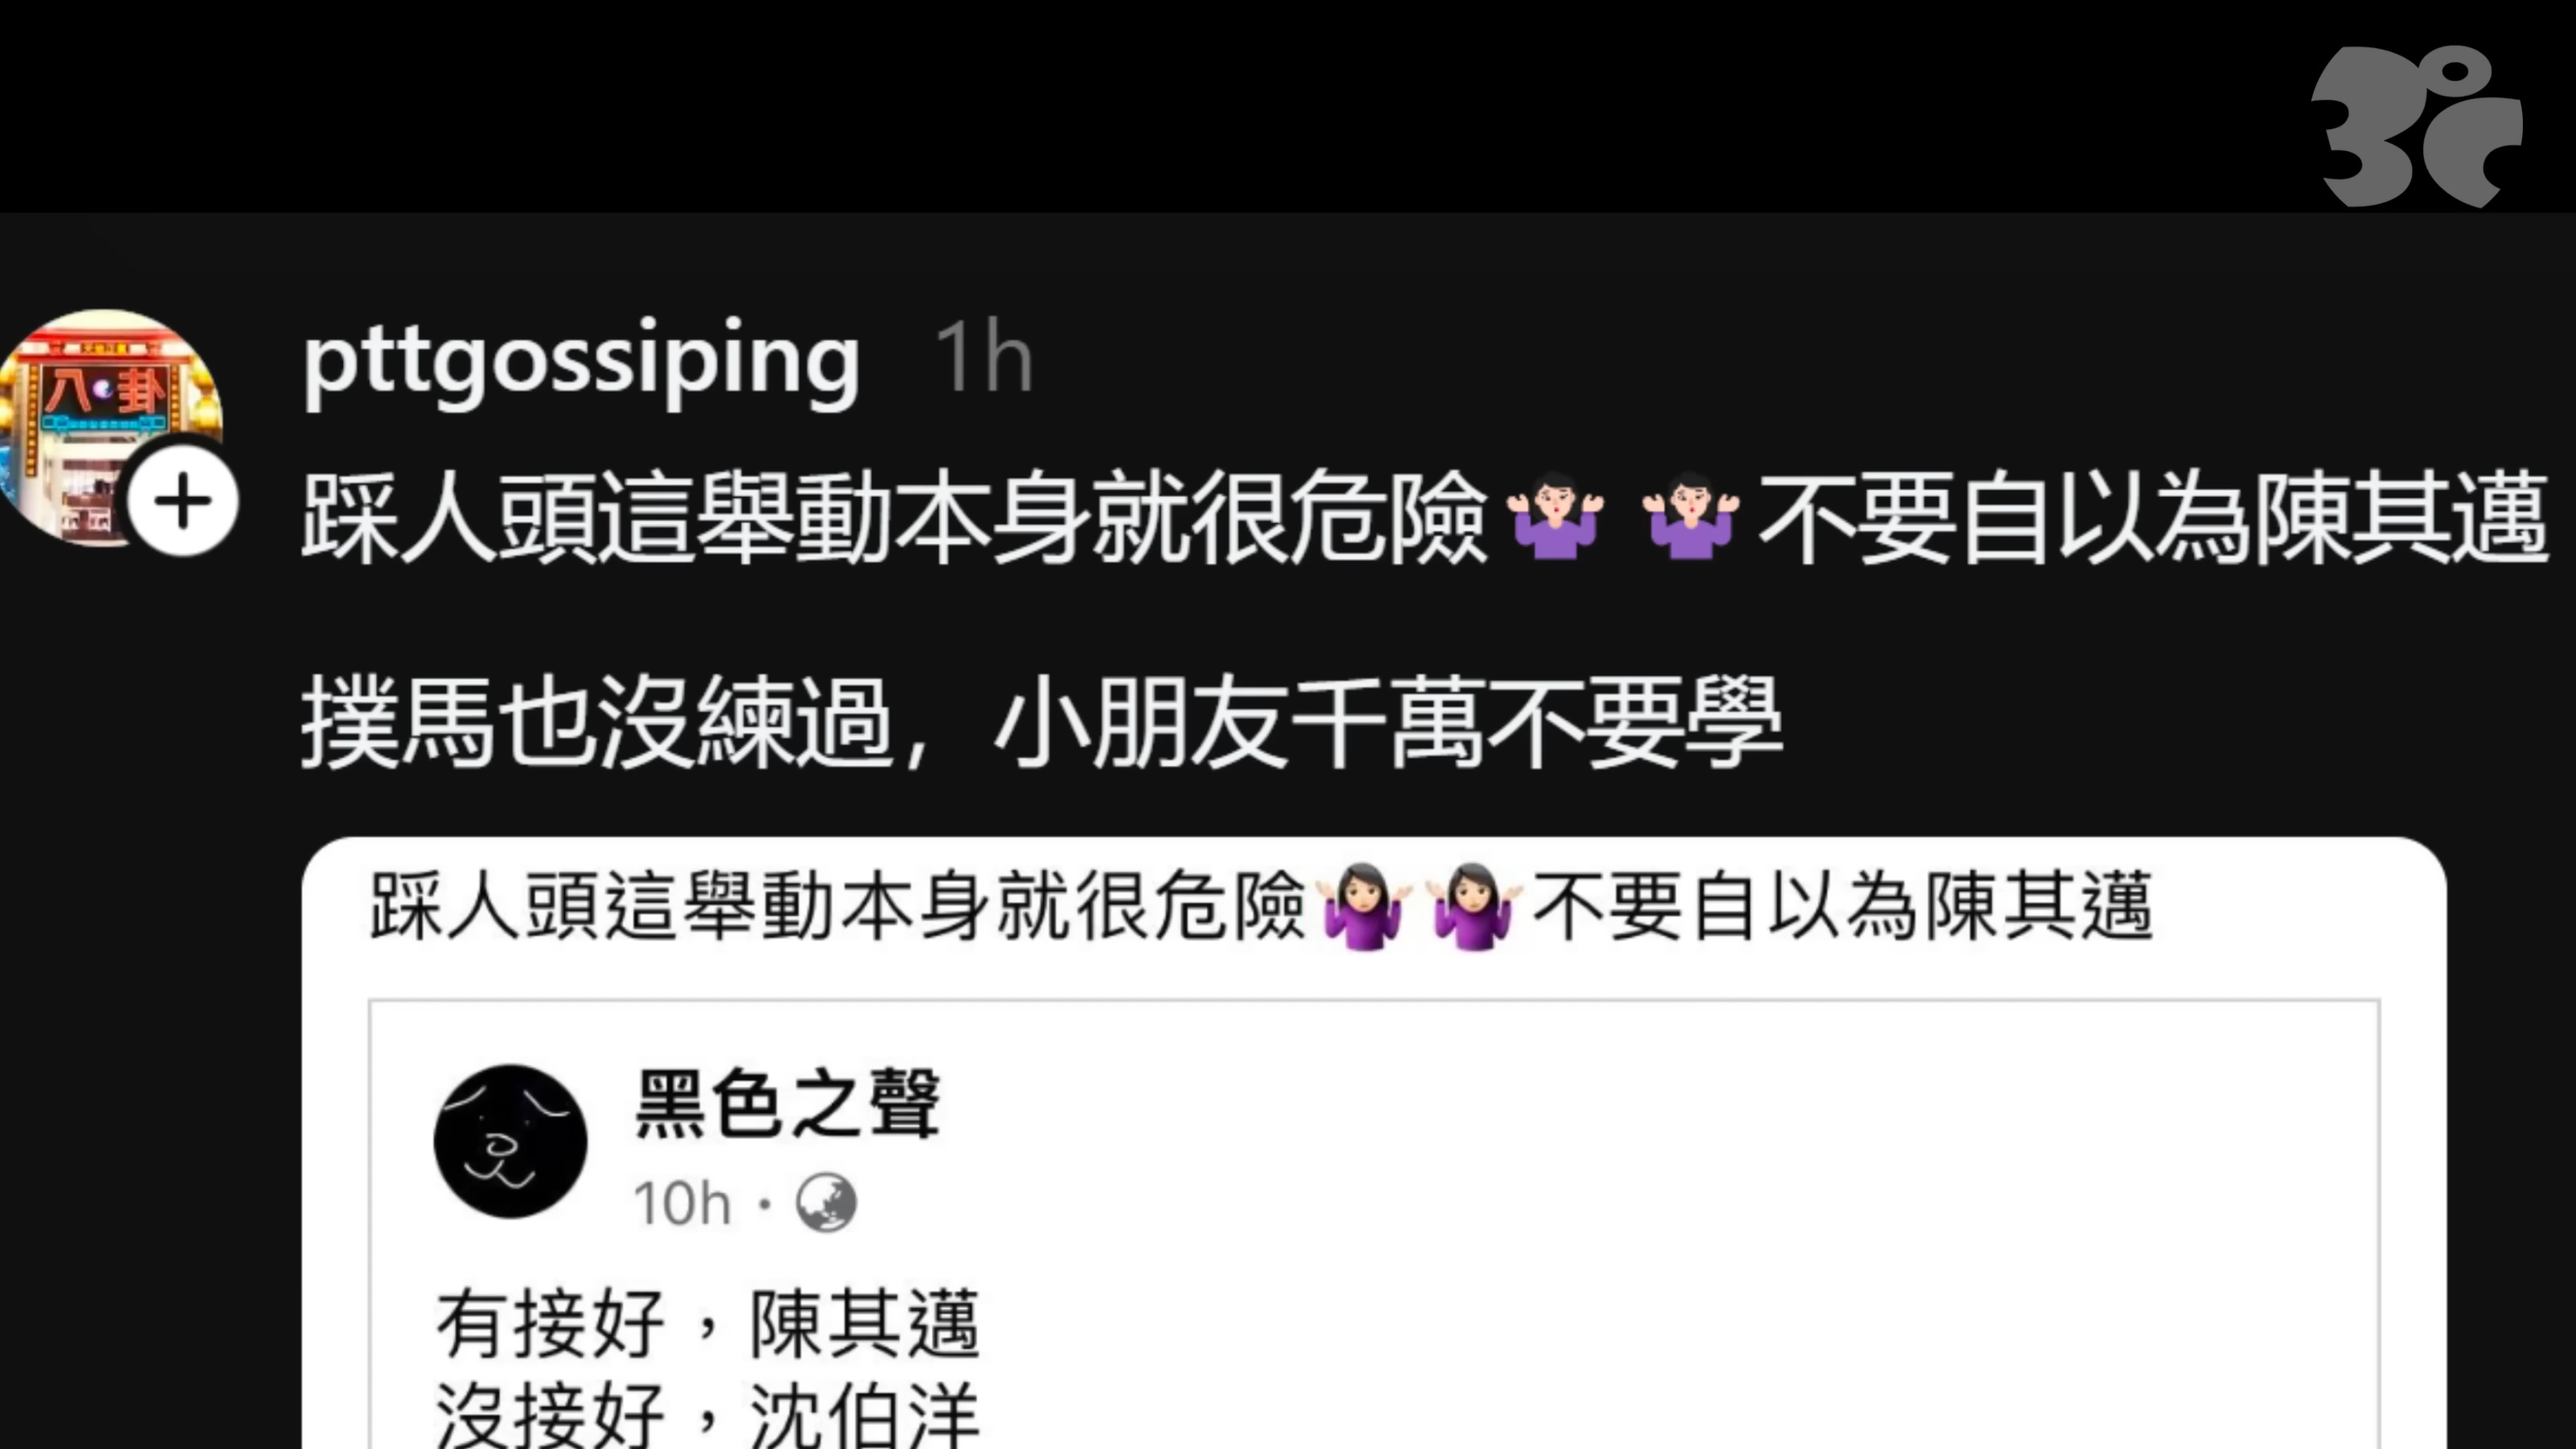 3°C
pttgossiping 1h
踩人頭這舉動本身就很危險🤷🏻‍♀️ 🤷🏻‍♀️不要自以為陳其邁
撲馬也沒練過，小朋友千萬不要學
踩人頭這舉動本身就很危險🤷🏻‍♀️🤷🏻‍♀️不要自以為陳其邁
黑色之聲
10h ·
有接好，陳其邁
沒接好，沈伯洋